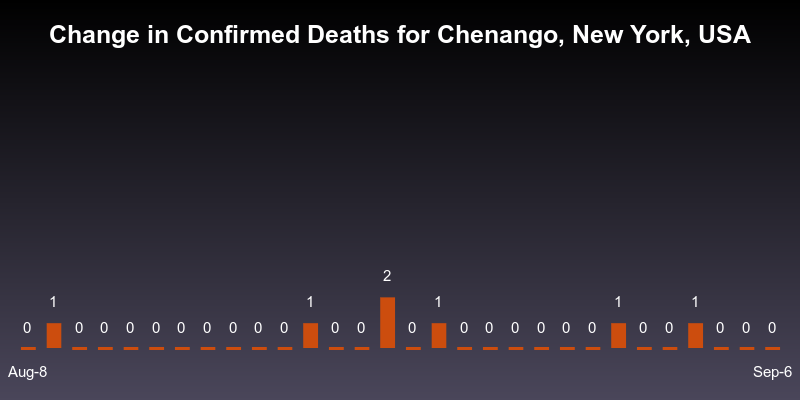 Change in Confirmed Deaths for Chenango, New York, USA
2
1 1 1 1 1
0 0 0 0 0 0 0 0 0 0 0 0 0 0 0 0 0 0 0 0 0 0 0 0
Aug-8 Sep-6